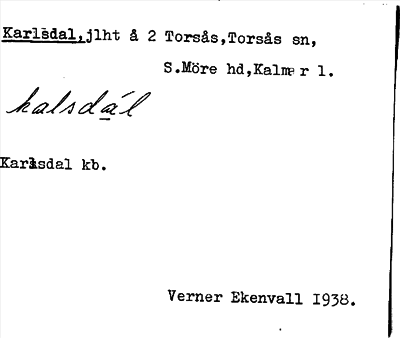 Karlsdal, jlht å 2 Torsås, Torsås sn,
S.Möre hd, Kalmar l.
kalsdál
Karlsdal kb.
Verner Ekenvall 1938.